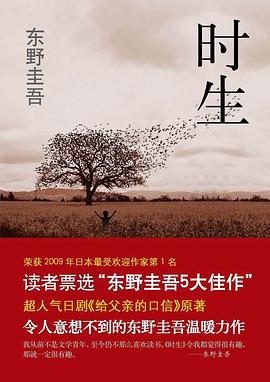 东野圭吾
时生
荣获2009年日本最受欢迎作家第1名
读者票选“东野圭吾5大佳作”
超人气日剧《给父亲的口信》原著
令人意想不到的东野圭吾温暖力作
我从前不是文学青年,至今仍不那么喜欢读书,《时生》令我都觉得很有趣,
那就一定很有趣。 ——东野圭吾